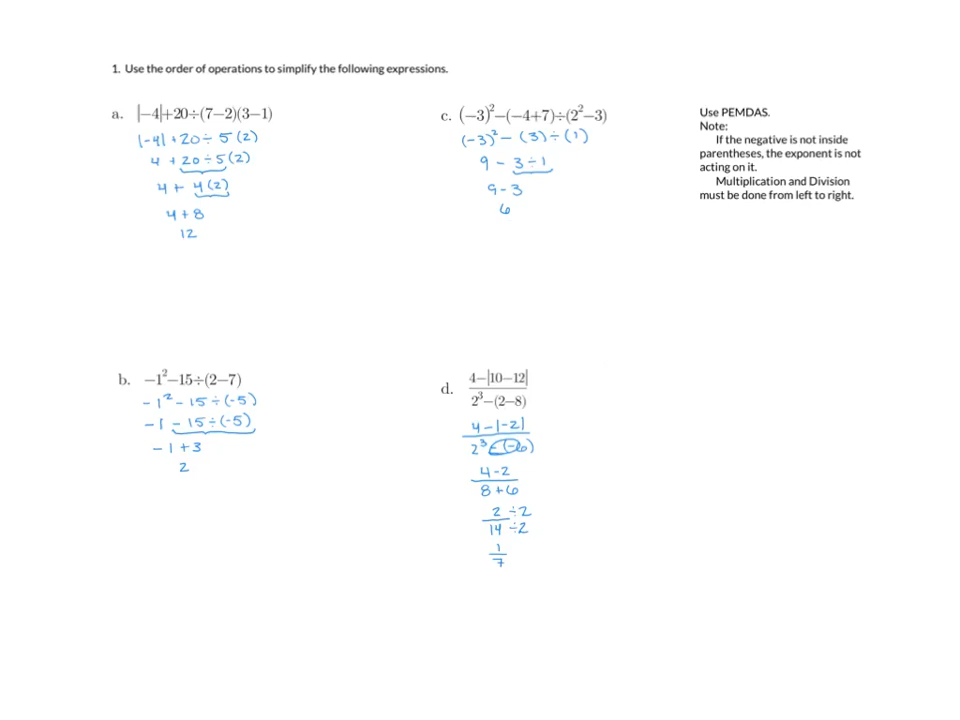 1. Use the order of operations to simplify the following expressions.
a. |−4|+20÷(7−2)(3−1)
|-4| + 20 ÷ 5 (2)
4 + 20 ÷ 5 (2)
4 + 4 (2)
4 + 8
12
c. (−3)²−(−4+7)÷(2²−3)
(-3)² − (3) ÷ (1)
9 - 3 ÷ 1
9 - 3
6
Use PEMDAS.
Note:
If the negative is not inside
parentheses, the exponent is not
acting on it.
Multiplication and Division
must be done from left to right.
b. −1²−15÷(2−7)
-1² - 15 ÷ (-5)
-1 - 15 ÷ (-5)
-1 + 3
2
d. 4−|10−12|
2³−(2−8)
4 - |-2|
2³ - (-6)
4 - 2
8 + 6
2 ÷ 2
14 ÷ 2
1
7